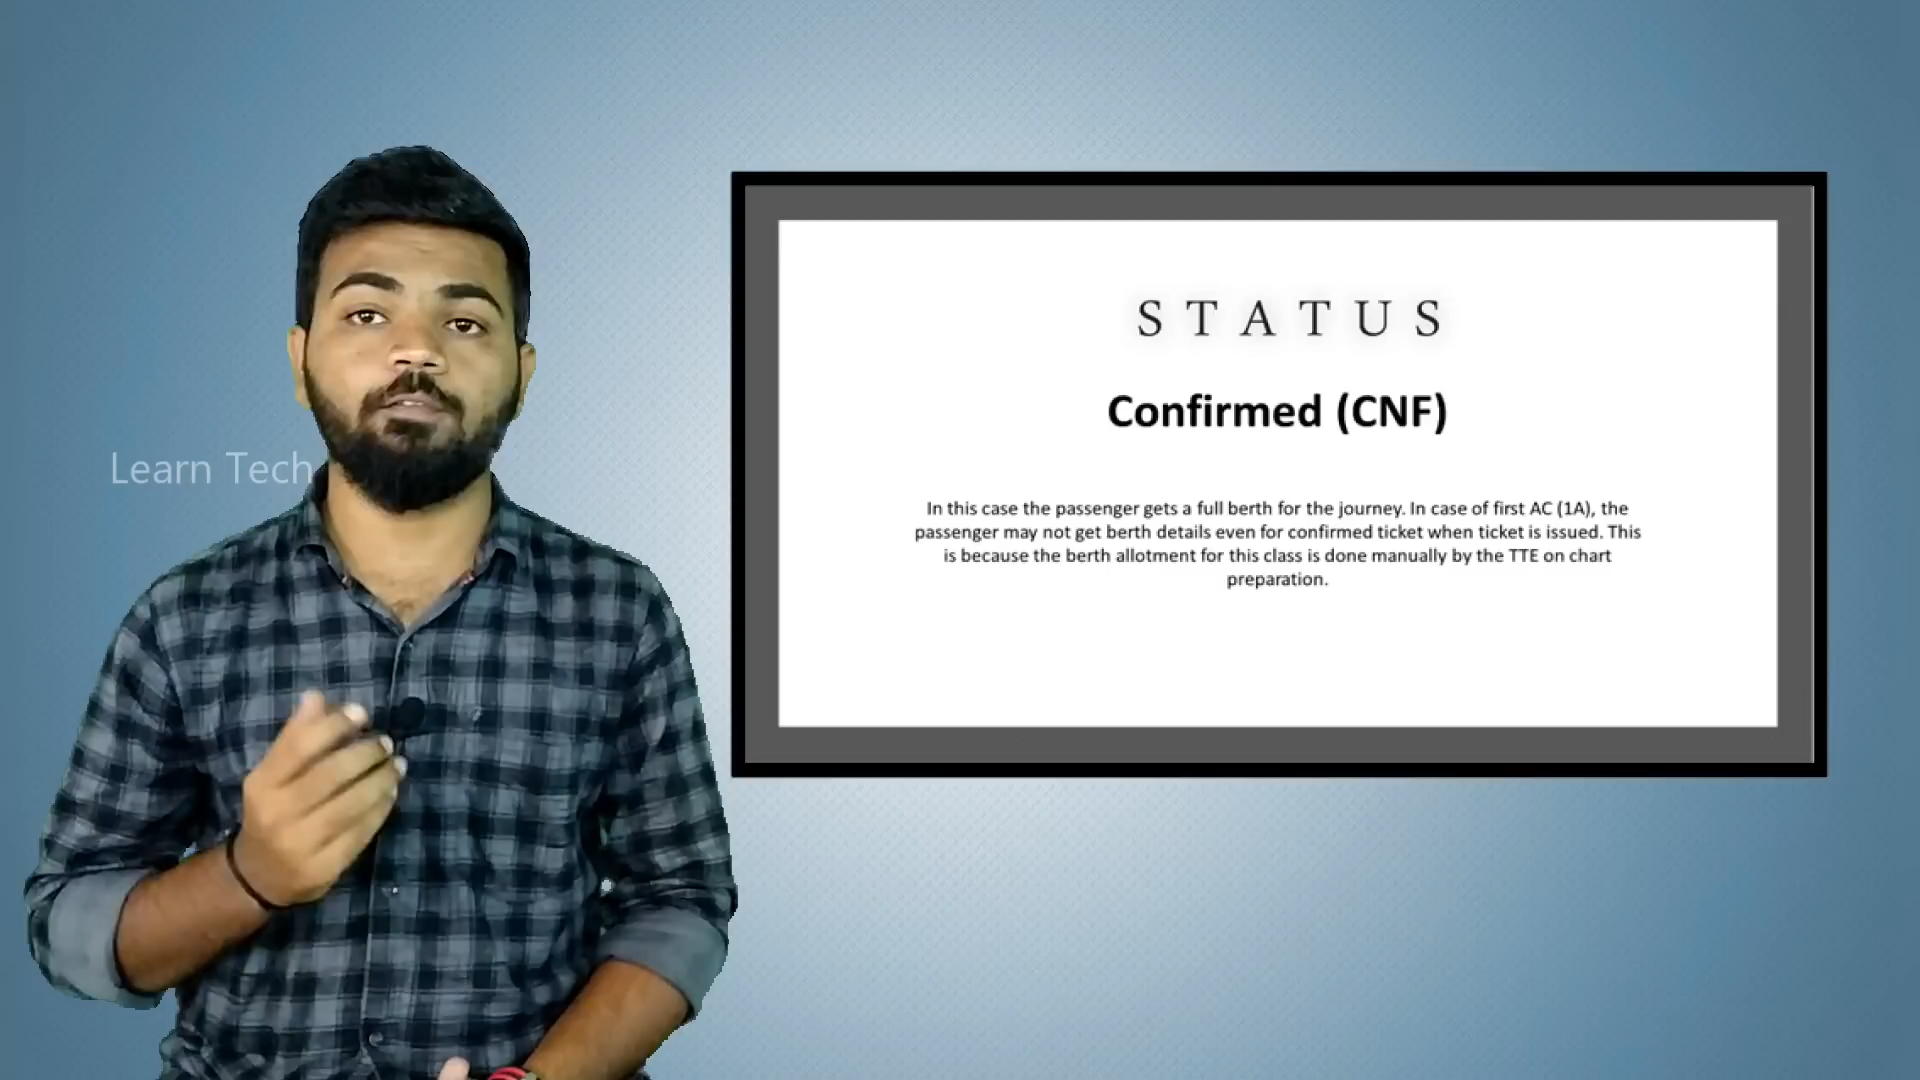 STATUS
Confirmed (CNF)
Learn Tech
In this case the passenger gets a full berth for the journey. In case of first AC (1A), the
passenger may not get berth details even for confirmed ticket when ticket is issued. This
is because the berth allotment for this class is done manually by the TTE on chart
preparation.